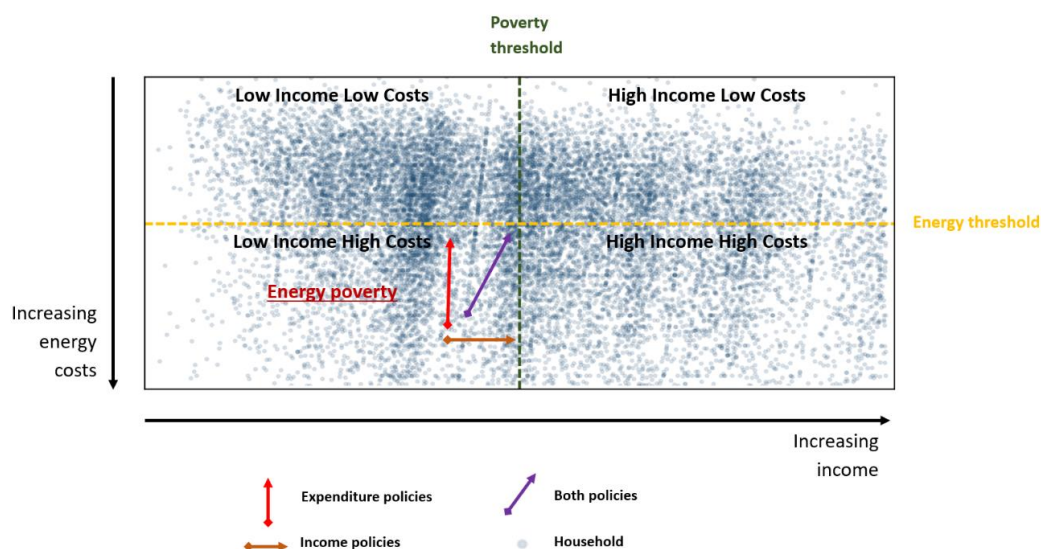 Poverty
threshold
Low Income Low Costs
High Income Low Costs
Energy threshold
Low Income High Costs
High Income High Costs
Energy poverty
Increasing
energy
costs
Increasing
income
Expenditure policies
Both policies
Income policies
Household